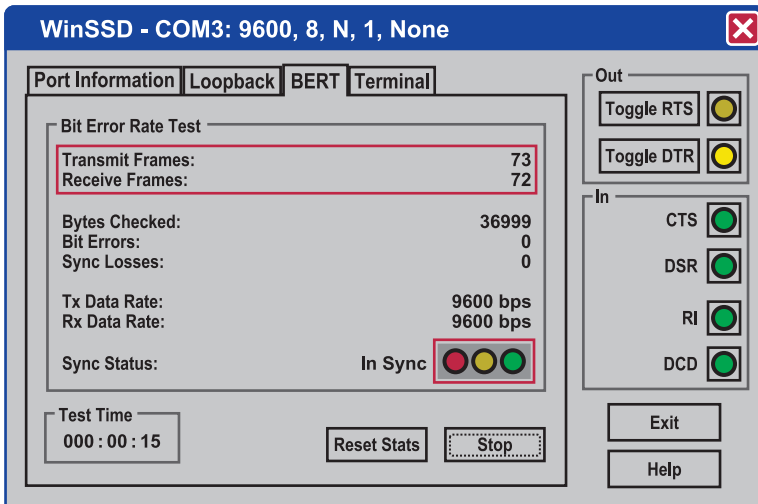 WinSSD - COM3: 9600, 8, N, 1, None
Port Information Loopback BERT Terminal
Bit Error Rate Test
Transmit Frames: 73
Receive Frames: 72
Bytes Checked: 36999
Bit Errors: 0
Sync Losses: 0
Tx Data Rate: 9600 bps
Rx Data Rate: 9600 bps
Sync Status: In Sync
Test Time
000 : 00 : 15
Reset Stats Stop
Out
Toggle RTS
Toggle DTR
In
CTS
DSR
RI
DCD
Exit
Help